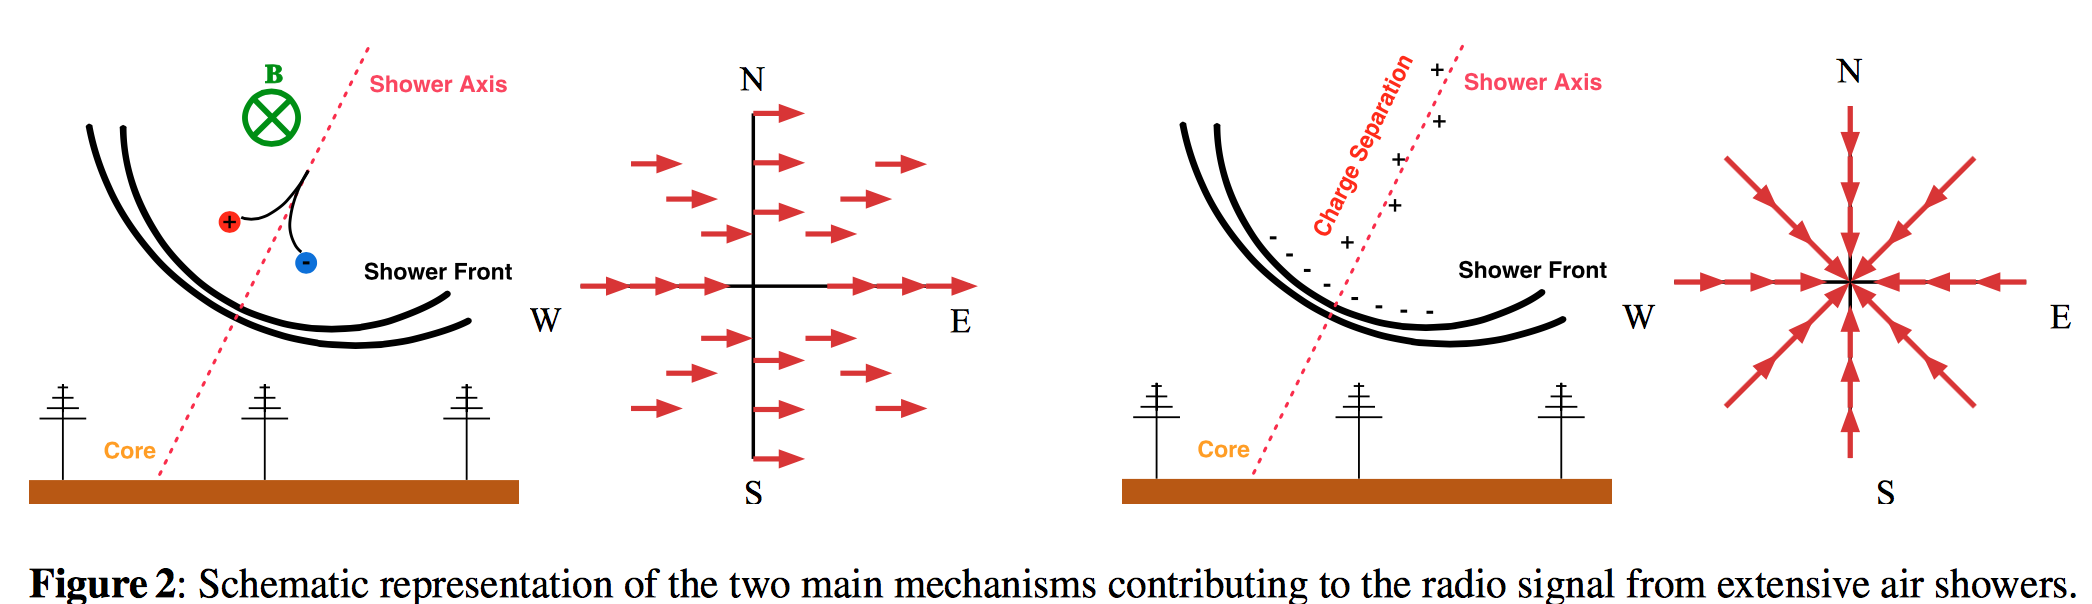 B
Shower Axis
+
-
Shower Front
Core
N
W
E
S
Charge Separation
+
+
+
+
+
Shower Axis
- - - - - - - -
Shower Front
Core
N
W
E
S
Figure 2: Schematic representation of the two main mechanisms contributing to the radio signal from extensive air showers.